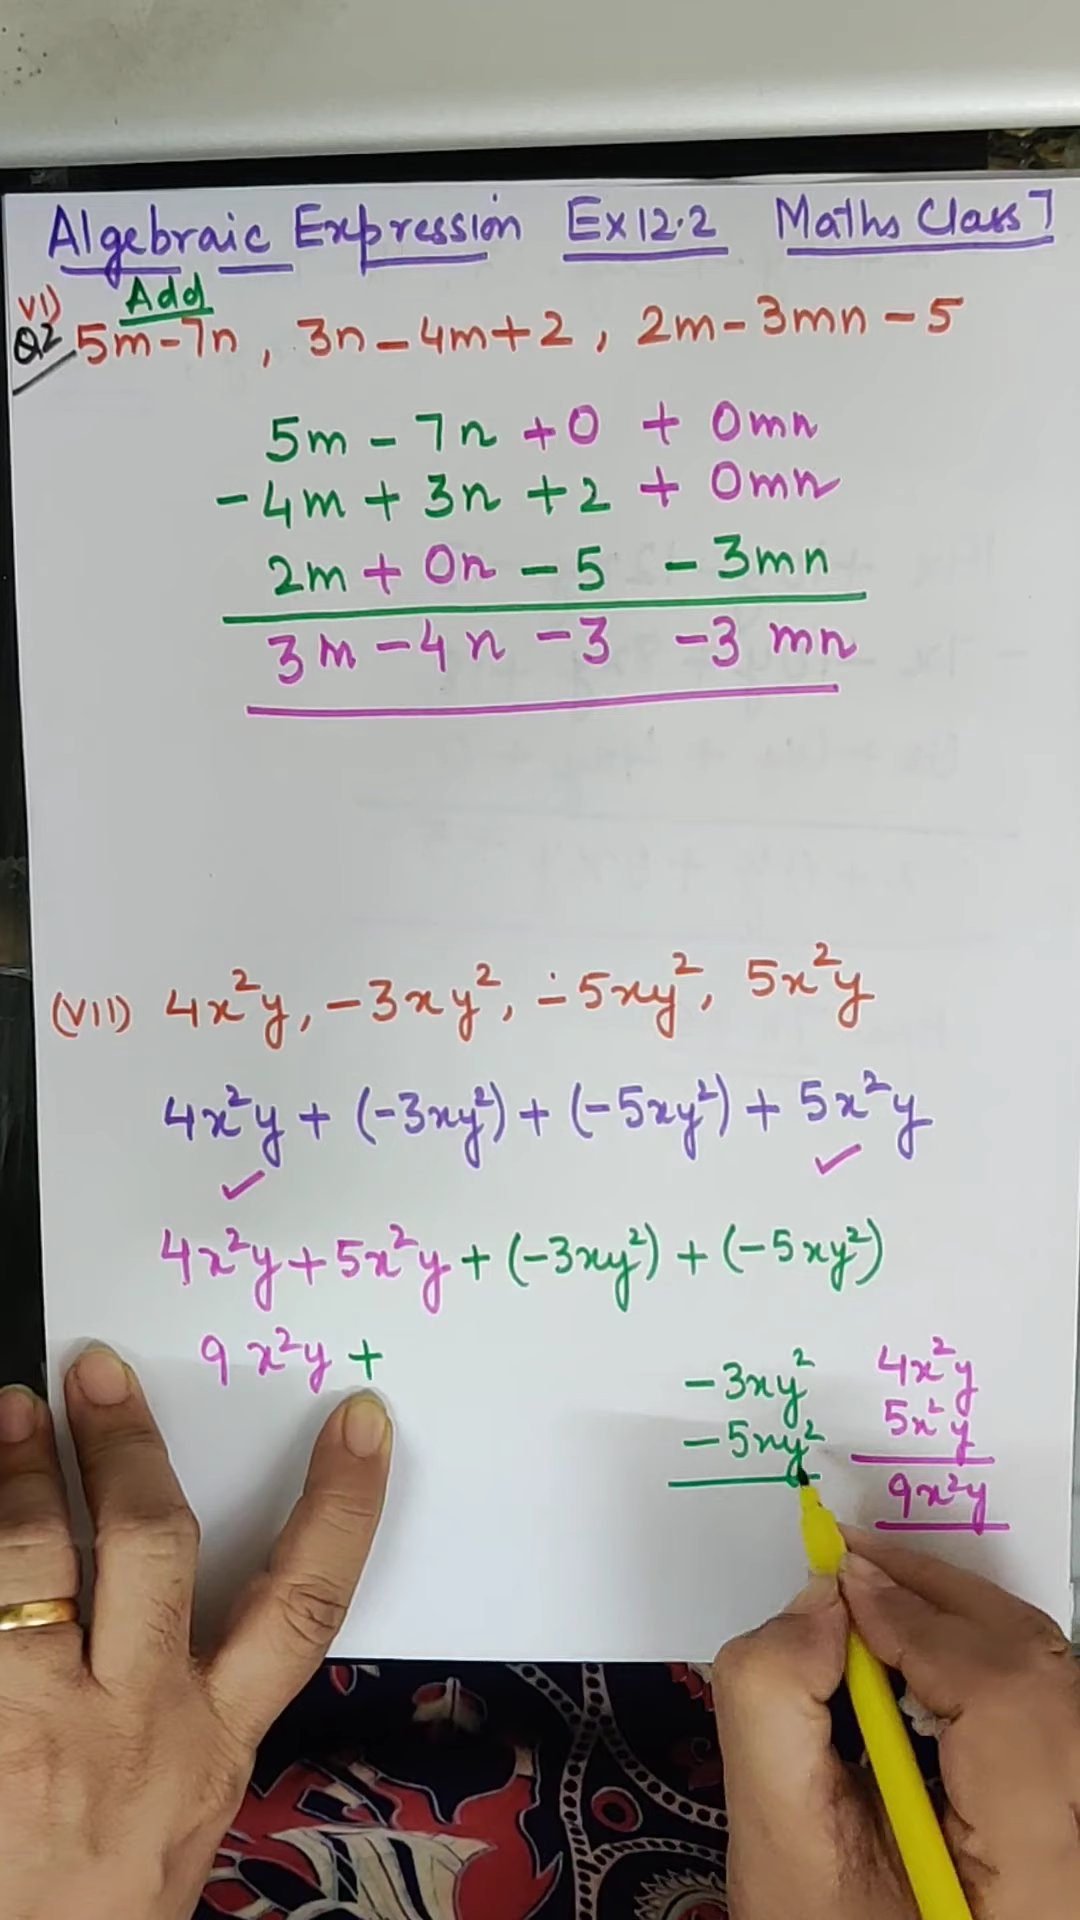 Algebraic Expression Ex12.2 Maths Class 7
VI) Add
Q2 5m-7n, 3n-4m+2, 2m-3mn-5
5m - 7n + 0 + 0mn
-4m + 3n + 2 + 0mn
2m + 0n - 5 - 3mn
3m - 4n - 3 - 3 mn
(VII) 4x²y, -3xy², -5xy², 5x²y
4x²y + (-3xy²) + (-5xy²) + 5x²y
4x²y + 5x²y + (-3xy²) + (-5xy²)
9x²y +
-3xy²
-5xy²
4x²y
5x²y
9x²y